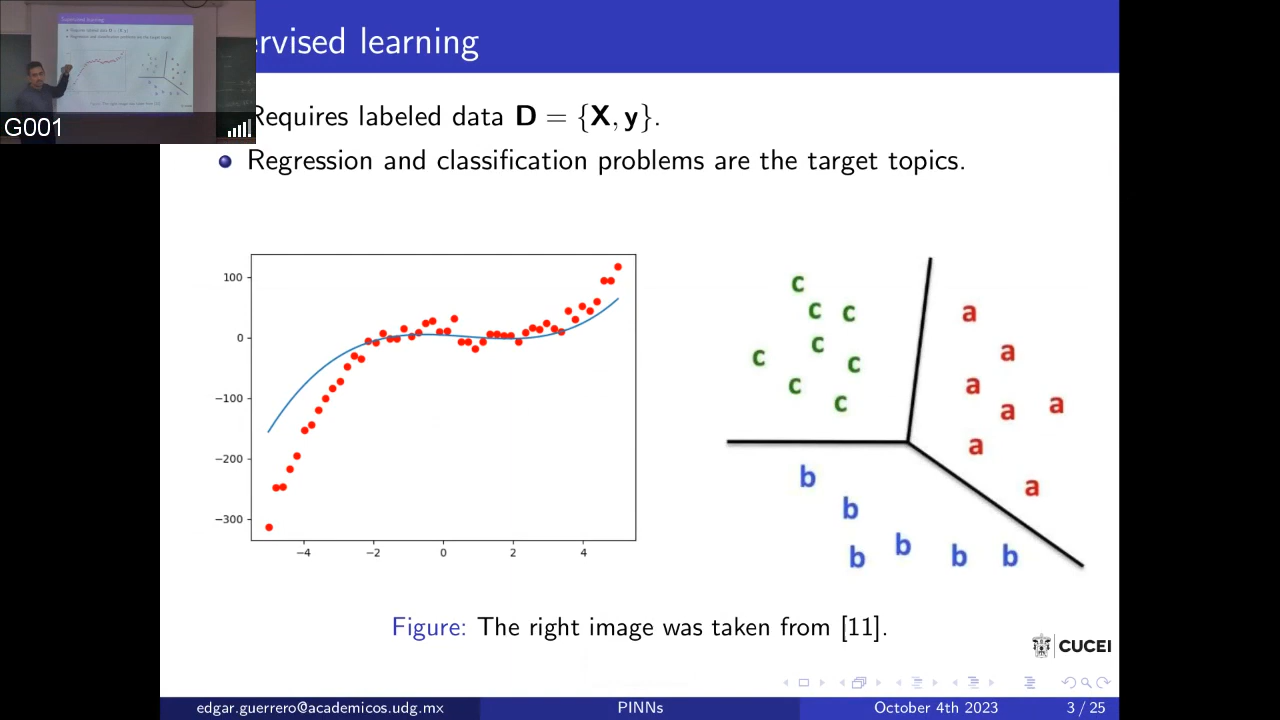 ervised learning
G001
Requires labeled data D = {X, y}.
Regression and classification problems are the target topics.
100
0
−100
−200
−300
−4
−2
0
2
4
c
c
c
c
c
c
c
c
a
a
a
a
a
a
a
b
b
b
b
b
b
Figure: The right image was taken from [11].
CUCEI
edgar.guerrero@academicos.udg.mx
PINNs
October 4th 2023
3 / 25